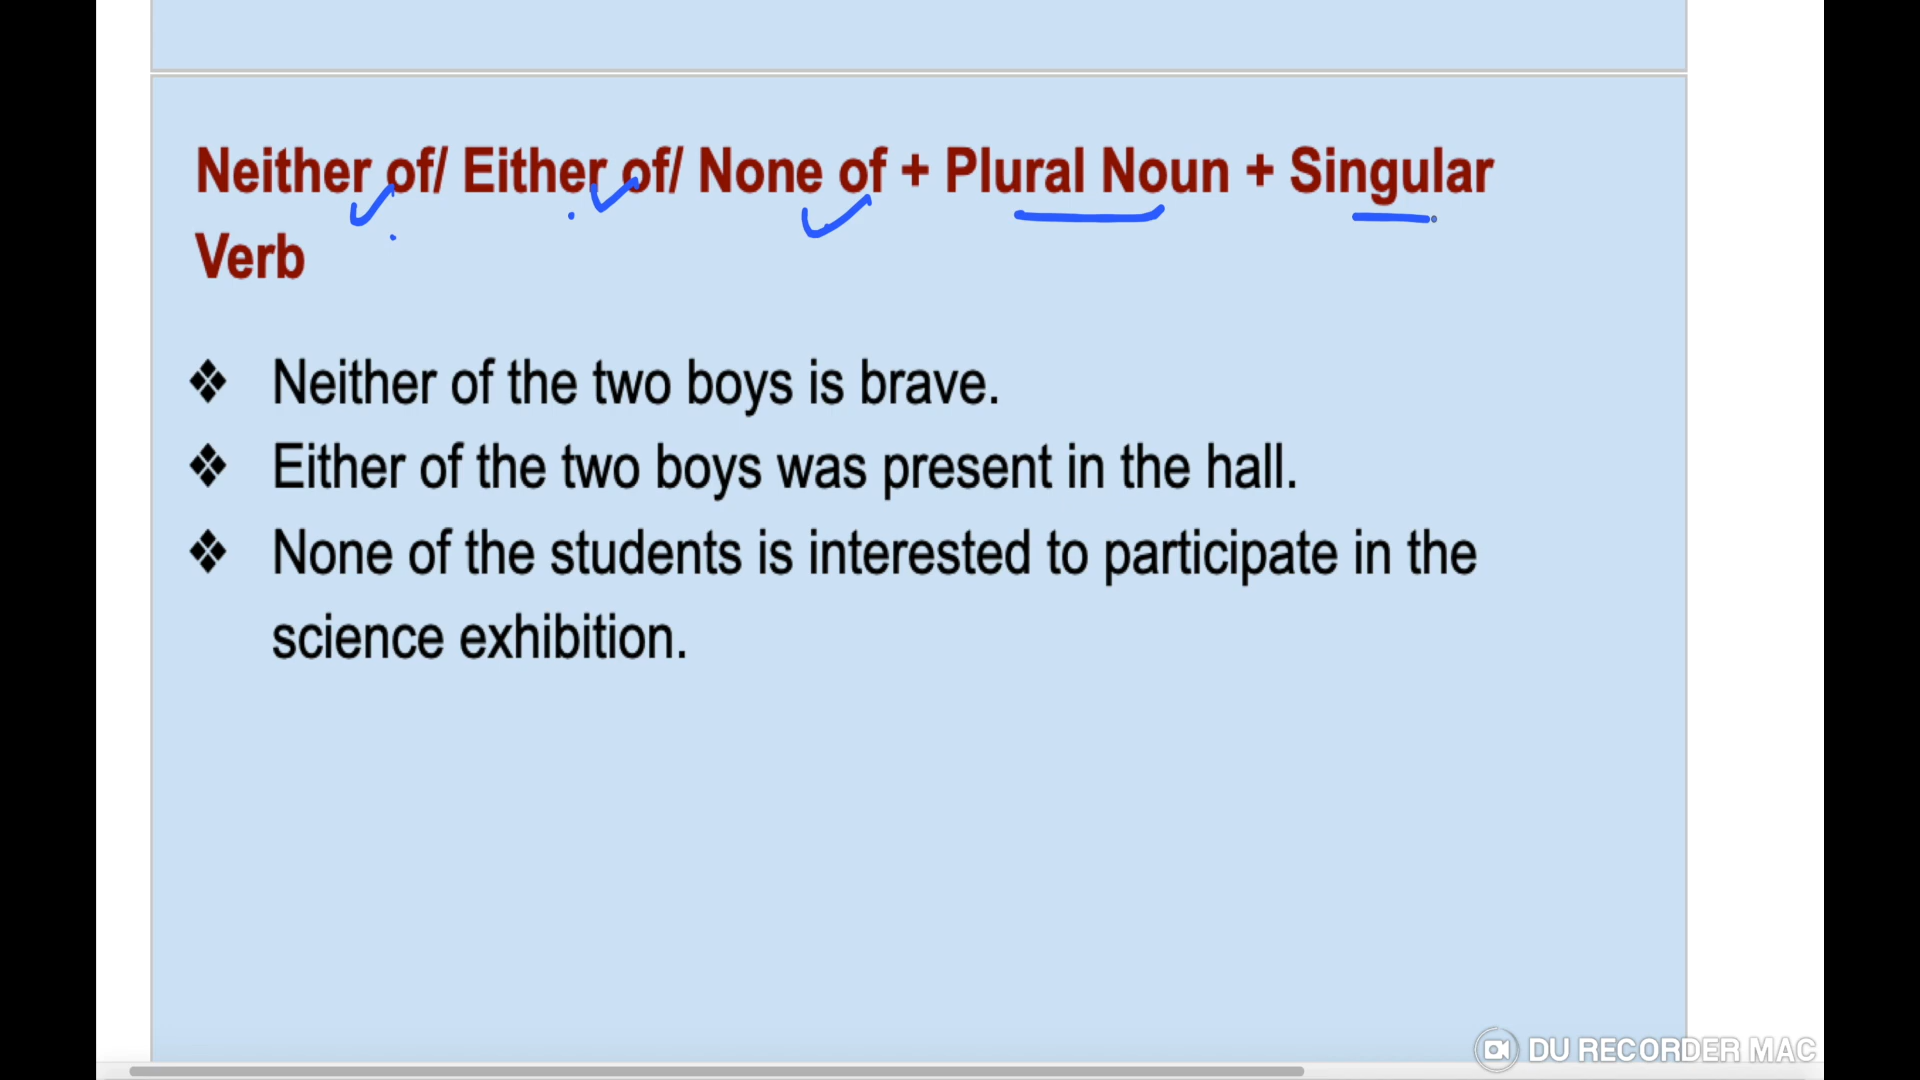 Neither of/ Either of/ None of + Plural Noun + Singular
Verb
❖ Neither of the two boys is brave.
❖ Either of the two boys was present in the hall.
❖ None of the students is interested to participate in the
science exhibition.
DU RECORDER MAC